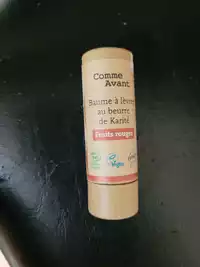 Comme
Avant
Baume à lèvres
au beurre
de Karité
Fruits rouges